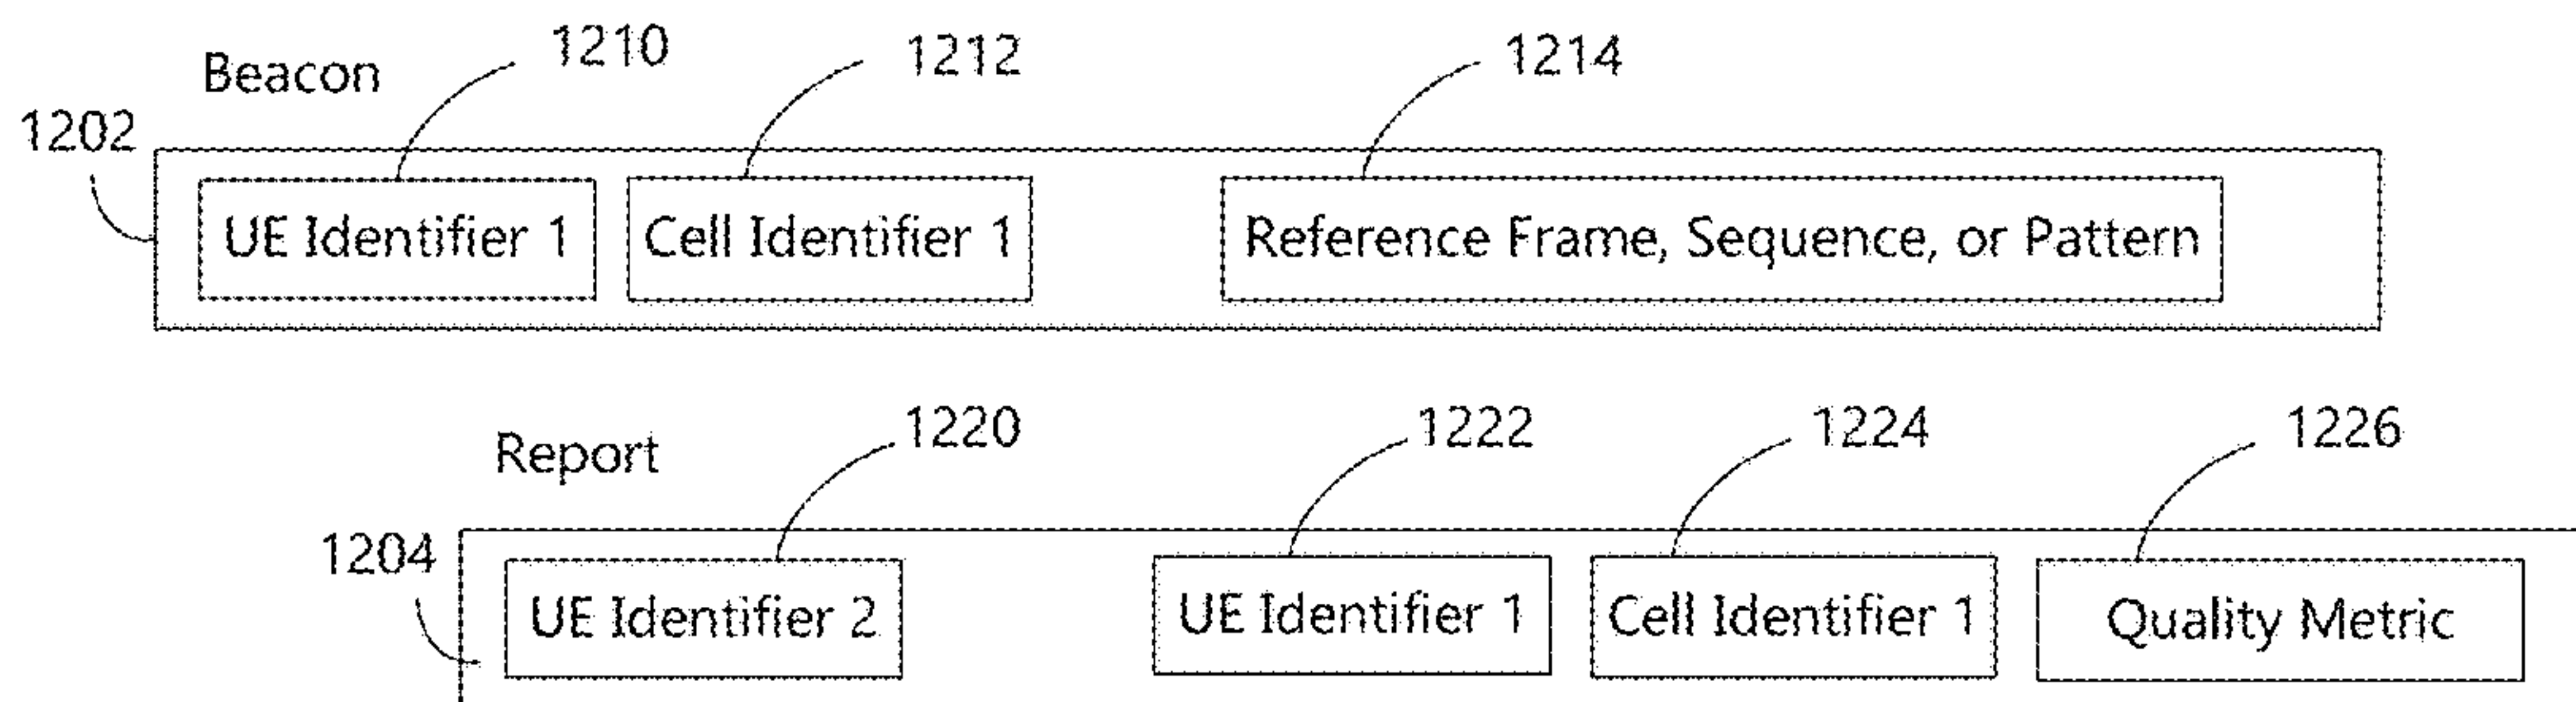 Beacon 1210 1212 1214
1202
UE Identifier 1 Cell Identifier 1 Reference Frame, Sequence, or Pattern
Report 1220 1222 1224 1226
1204
UE Identifier 2 UE Identifier 1 Cell Identifier 1 Quality Metric